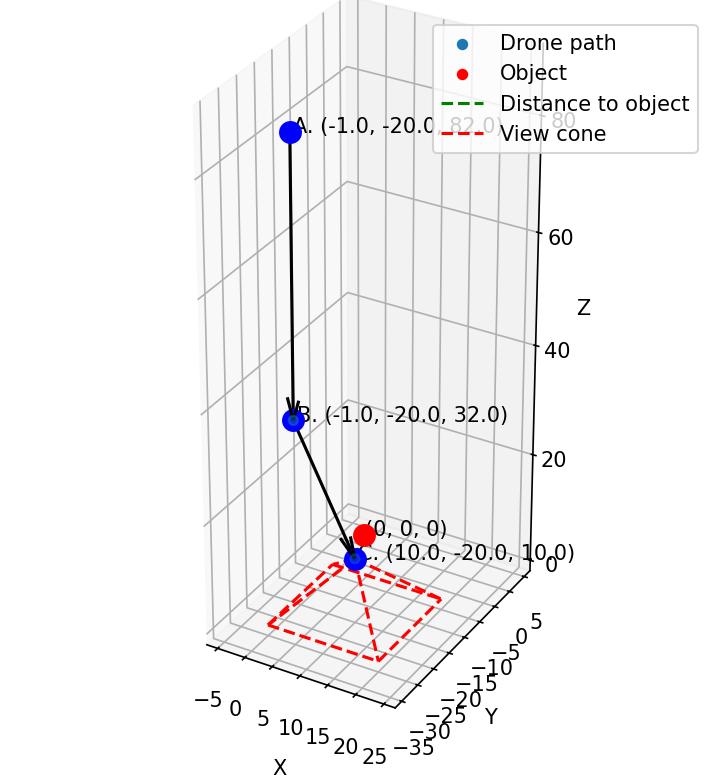 Drone path
Object
Distance to object
View cone
A. (-1.0, -20.0, 82.0)
80
60
Z
40
B. (-1.0, -20.0, 32.0)
20
(0, 0, 0)
C. (10.0, -20.0, 10.0)
0
5
0
−5
−10
−15
−20
−25
−30
−35
Y
−5
0
5
10
15
20
25
X